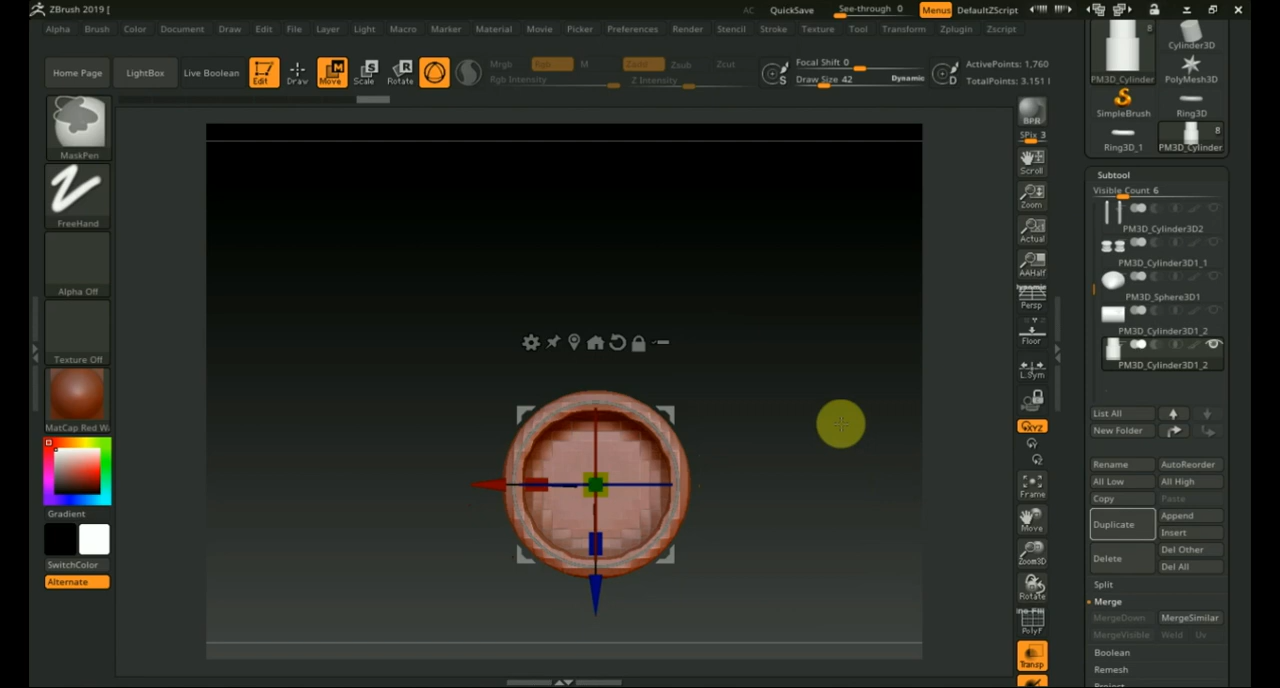 ZBrush 2019 [
AC QuickSave See-through 0 Menus DefaultZScript
Alpha Brush Color Document Draw Edit File Layer Light Macro Marker Material Movie Picker Preferences Render Stencil Stroke Texture Tool Transform Zplugin Zscript
Home Page LightBox Live Boolean Edit Draw Move Scale Rotate
Mrgb Rgb M Zadd Zsub Zcut
Rgb Intensity Z Intensity
Focal Shift 0
Draw Size 42 Dynamic
ActivePoints: 1,760
TotalPoints: 3.151
MaskPen
FreeHand
Alpha Off
Texture Off
MatCap Red W
Gradient
SwitchColor
Alternate
BPR
SPix 3
Scroll
Zoom
Actual
AAHalf
Dynamic
Persp
Floor
L.Sym
XYZ
Frame
Move
Zoom3D
Rotate
PolyF
Transp
8
PM3D_Cylinder
Cylinder3D
PolyMesh3D
SimpleBrush
Ring3D
Ring3D_1
8
PM3D_Cylinder
Subtool
Visible Count 6
PM3D_Cylinder3D2
PM3D_Cylinder3D1_1
PM3D_Sphere3D1
PM3D_Cylinder3D1_2
PM3D_Cylinder3D1_2
List All
New Folder
Rename AutoReorder
All Low All High
Copy Paste
Duplicate Append
Insert
Delete Del Other
Del All
Split
Merge
MergeDown MergeSimilar
MergeVisible Weld Uv
Boolean
Remesh